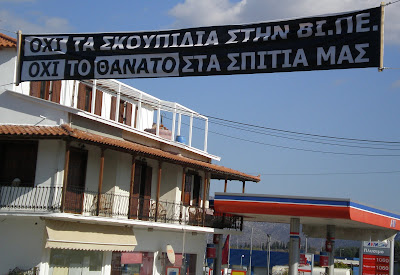 ΟΧΙ ΤΑ ΣΚΟΥΠΙΔΙΑ ΣΤΗΝ ΒΙ.ΠΕ.
ΟΧΙ ΤΟ ΘΑΝΑΤΟ ΣΤΑ ΣΠΙΤΙΑ ΜΑΣ